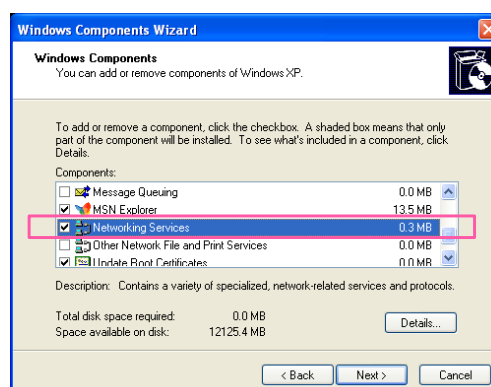 Windows Components Wizard
Windows Components
You can add or remove components of Windows XP.
To add or remove a component, click the checkbox. A shaded box means that only
part of the component will be installed. To see what's included in a component, click
Details.
Components:
Message Queuing 0.0 MB
MSN Explorer 13.5 MB
Networking Services 0.3 MB
Other Network File and Print Services 0.0 MB
Update Root Certificates 0.0 MB
Description: Contains a variety of specialized, network-related services and protocols.
Total disk space required: 0.0 MB
Space available on disk: 12125.4 MB
Details...
< Back Next > Cancel